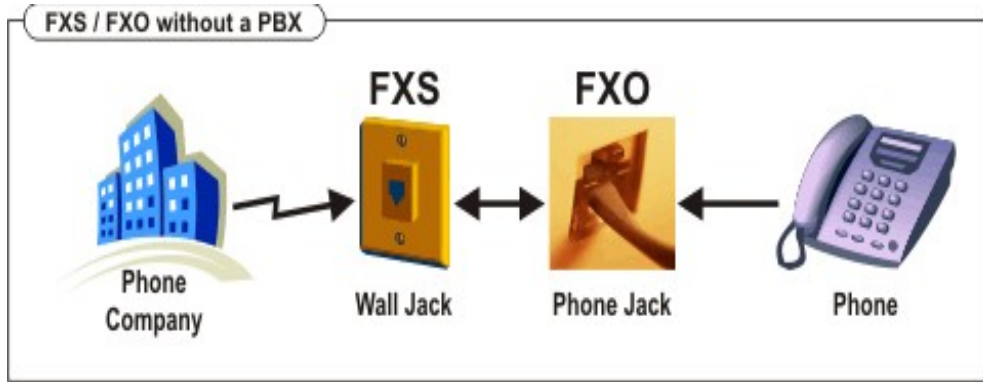 FXS / FXO without a PBX
FXS
FXO
Phone
Company
Wall Jack
Phone Jack
Phone